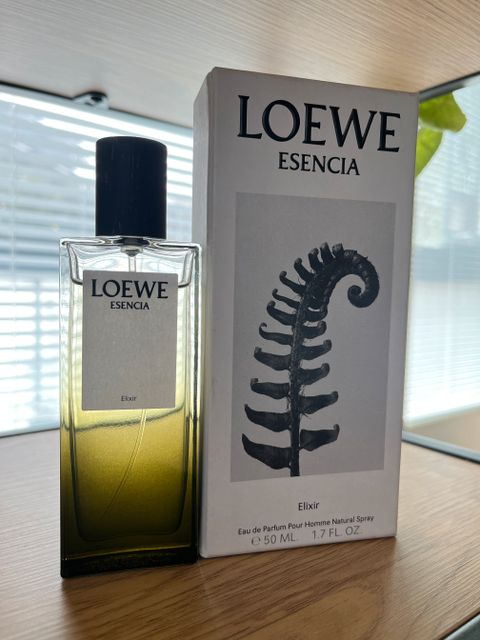 LOEWE
ESENCIA
Elixir
LOEWE
ESENCIA
Elixir
Eau de Parfum Pour Homme Natural Spray
℮ 50 ML. 1.7 FL. OZ.